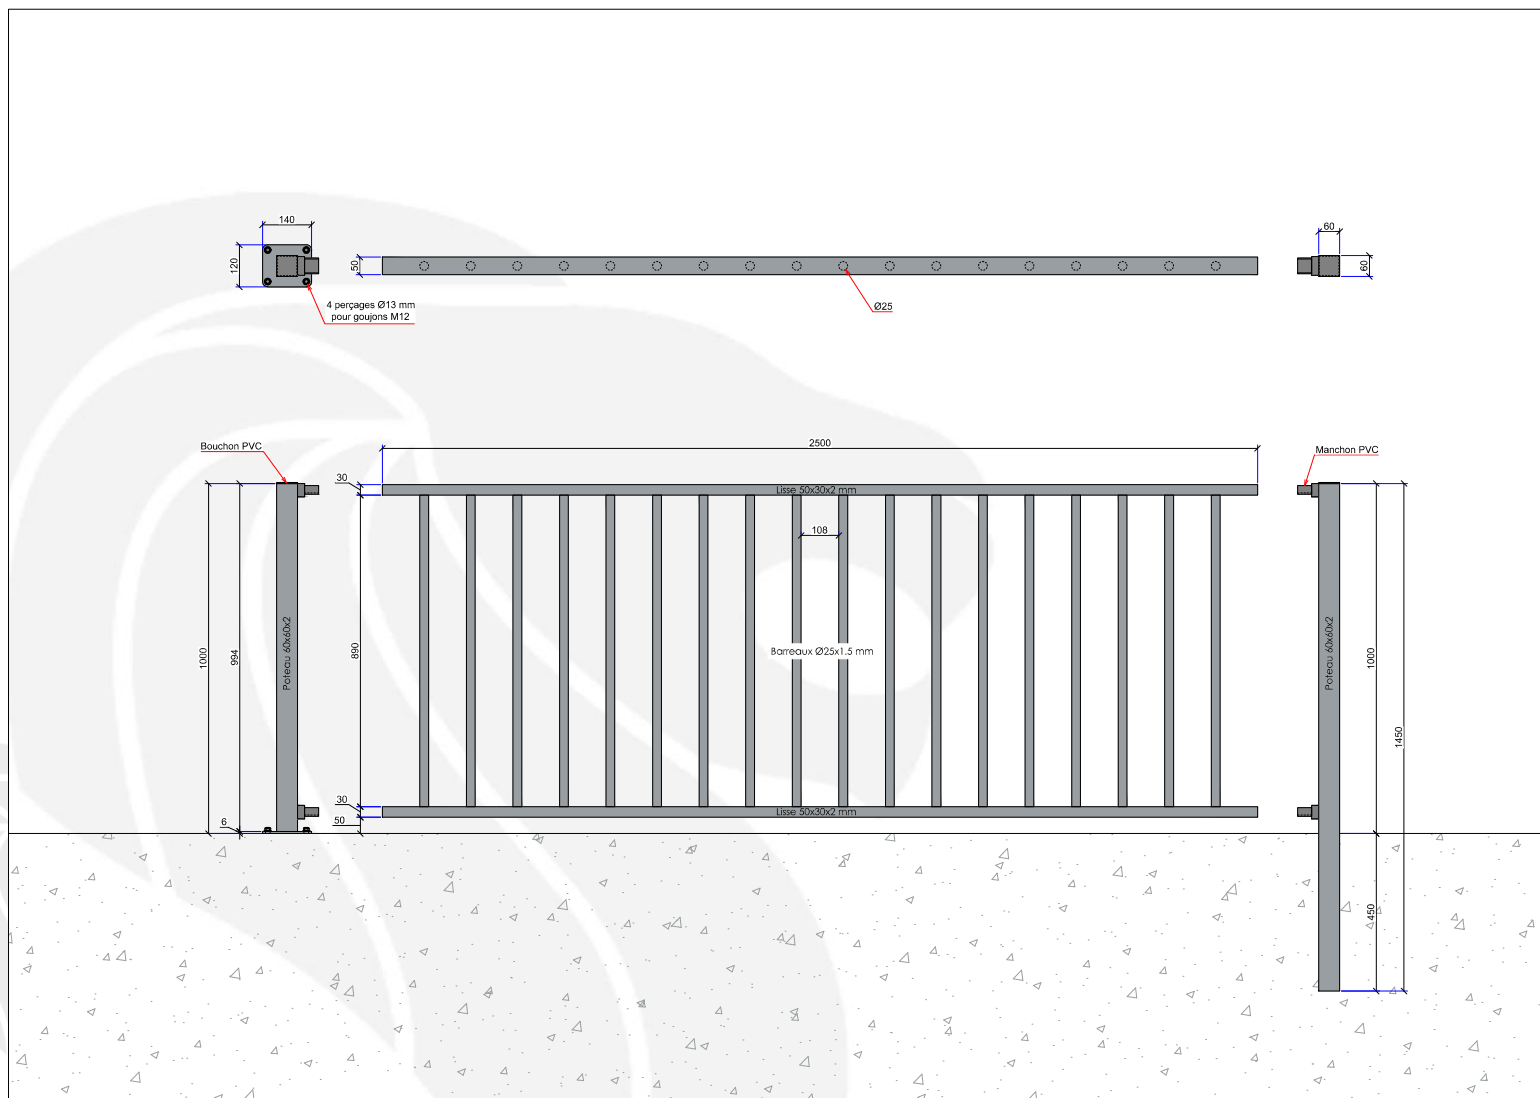 140
120
4 perçages Ø13 mm
pour goujons M12
50
Ø25
60
60
Bouchon PVC
2500
Manchon PVC
30
Lisse 50x30x2 mm
108
1000
994
Poteau 60x60x2
890
Barreaux Ø25x1.5 mm
Poteau 60x60x2
1000
1450
30
Lisse 50x30x2 mm
6
50
450